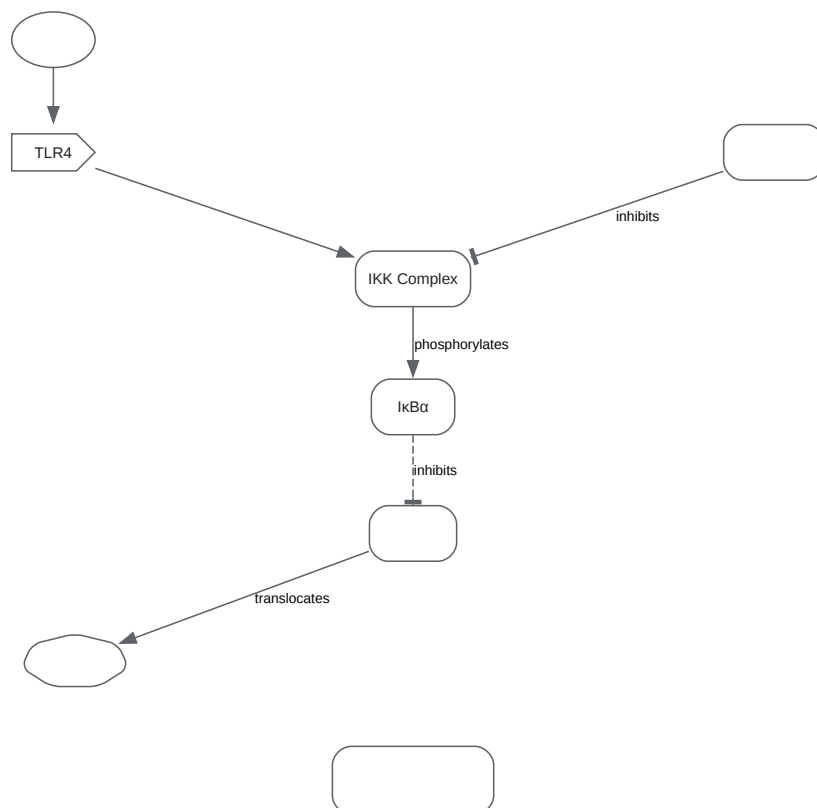 TLR4
inhibits
IKK Complex
phosphorylates
IκBα
inhibits
translocates